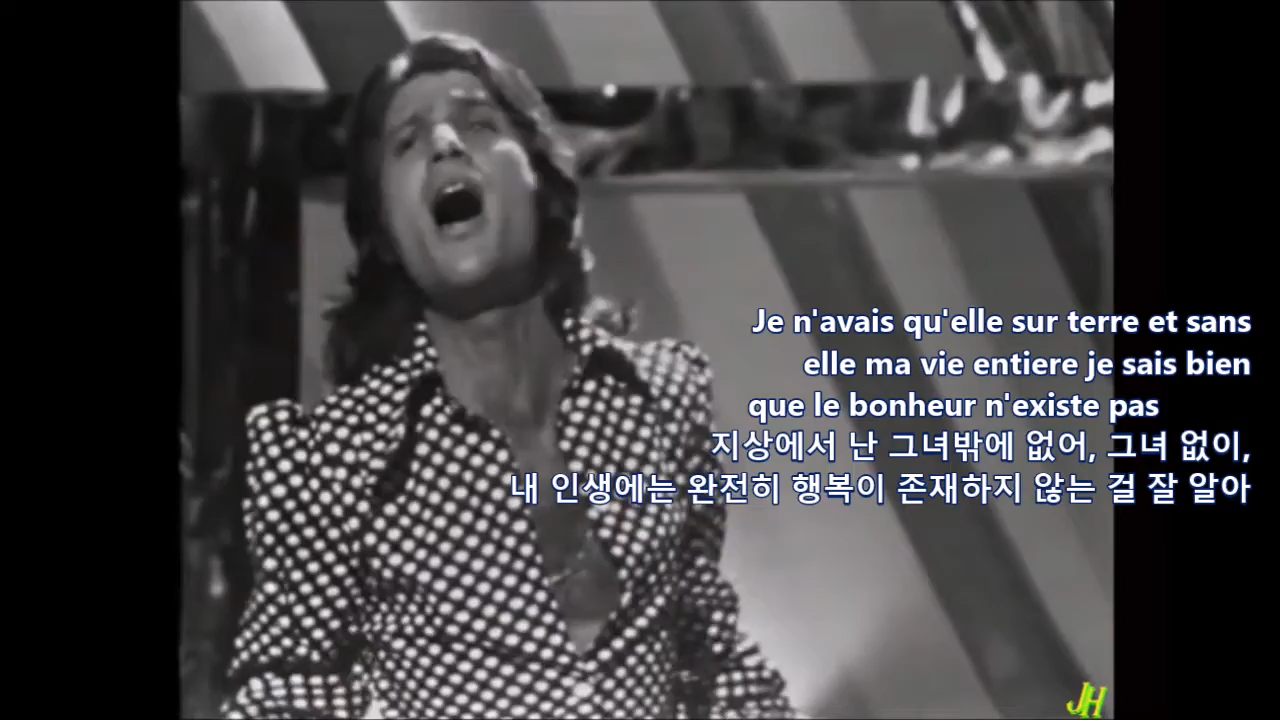 Je n'avais qu'elle sur terre et sans
elle ma vie entiere je sais bien
que le bonheur n'existe pas
지상에서 난 그녀밖에 없어, 그녀 없이,
내 인생에는 완전히 행복이 존재하지 않는 걸 잘 알아
JH